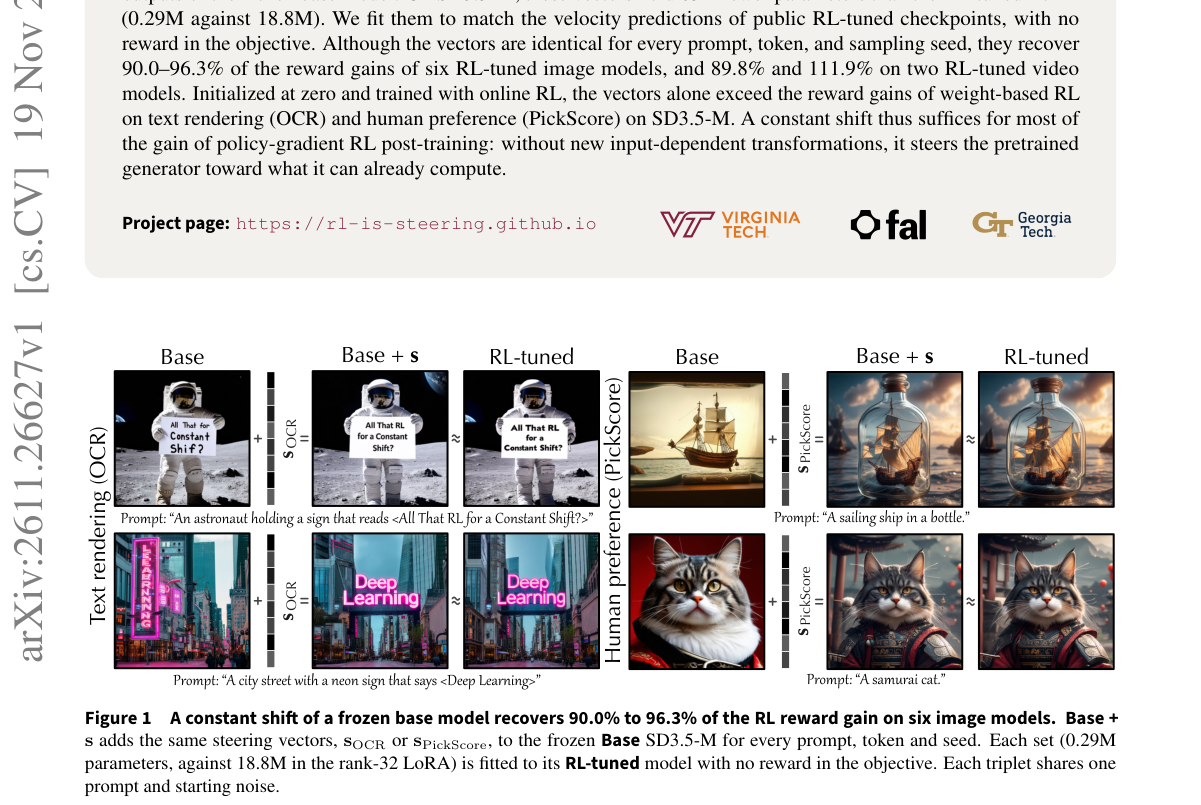 (0.29M against 18.8M). We fit them to match the velocity predictions of public RL-tuned checkpoints, with no
reward in the objective. Although the vectors are identical for every prompt, token, and sampling seed, they recover
90.0–96.3% of the reward gains of six RL-tuned image models, and 89.8% and 111.9% on two RL-tuned video
models. Initialized at zero and trained with online RL, the vectors alone exceed the reward gains of weight-based RL
on text rendering (OCR) and human preference (PickScore) on SD3.5-M. A constant shift thus suffices for most of
the gain of policy-gradient RL post-training: without new input-dependent transformations, it steers the pretrained
generator toward what it can already compute.
Project page: https://rl-is-steering.github.io
VT VIRGINIA TECH
fal
GT Georgia Tech
arXiv:2611.26627v1 [cs.CV] 19 Nov 2
Base
Base + s
RL-tuned
Base
Base + s
RL-tuned
Text rendering (OCR)
All That for
Constant
Shif?
+
s OCR
=
All That RL
for a Constant
Shift?
≈
All That RL
for a
Constant Shift?
Prompt: “An astronaut holding a sign that reads <All That RL for a Constant Shift?>”
+
s OCR
=
Deep
Learning
≈
Deep
Learning
Prompt: “A city street with a neon sign that says <Deep Learning>”
Human preference (PickScore)
+
s PickScore
=
≈
Prompt: “A sailing ship in a bottle.”
+
s PickScore
=
≈
Prompt: “A samurai cat.”
Figure 1 A constant shift of a frozen base model recovers 90.0% to 96.3% of the RL reward gain on six image models. Base +
s adds the same steering vectors, sOCR or sPickScore, to the frozen Base SD3.5-M for every prompt, token and seed. Each set (0.29M
parameters, against 18.8M in the rank-32 LoRA) is fitted to its RL-tuned model with no reward in the objective. Each triplet shares one
prompt and starting noise.